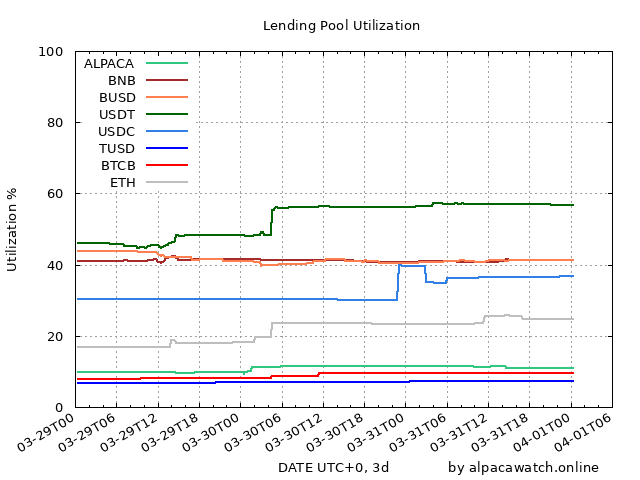 Lending Pool Utilization
100
80
60
40
20
0
Utilization %
ALPACA
BNB
BUSD
USDT
USDC
TUSD
BTCB
ETH
03-29T00
03-29T06
03-29T12
03-29T18
03-30T00
03-30T06
03-30T12
03-30T18
03-31T00
03-31T06
03-31T12
03-31T18
04-01T00
04-01T06
DATE UTC+0, 3d
by alpacawatch.online